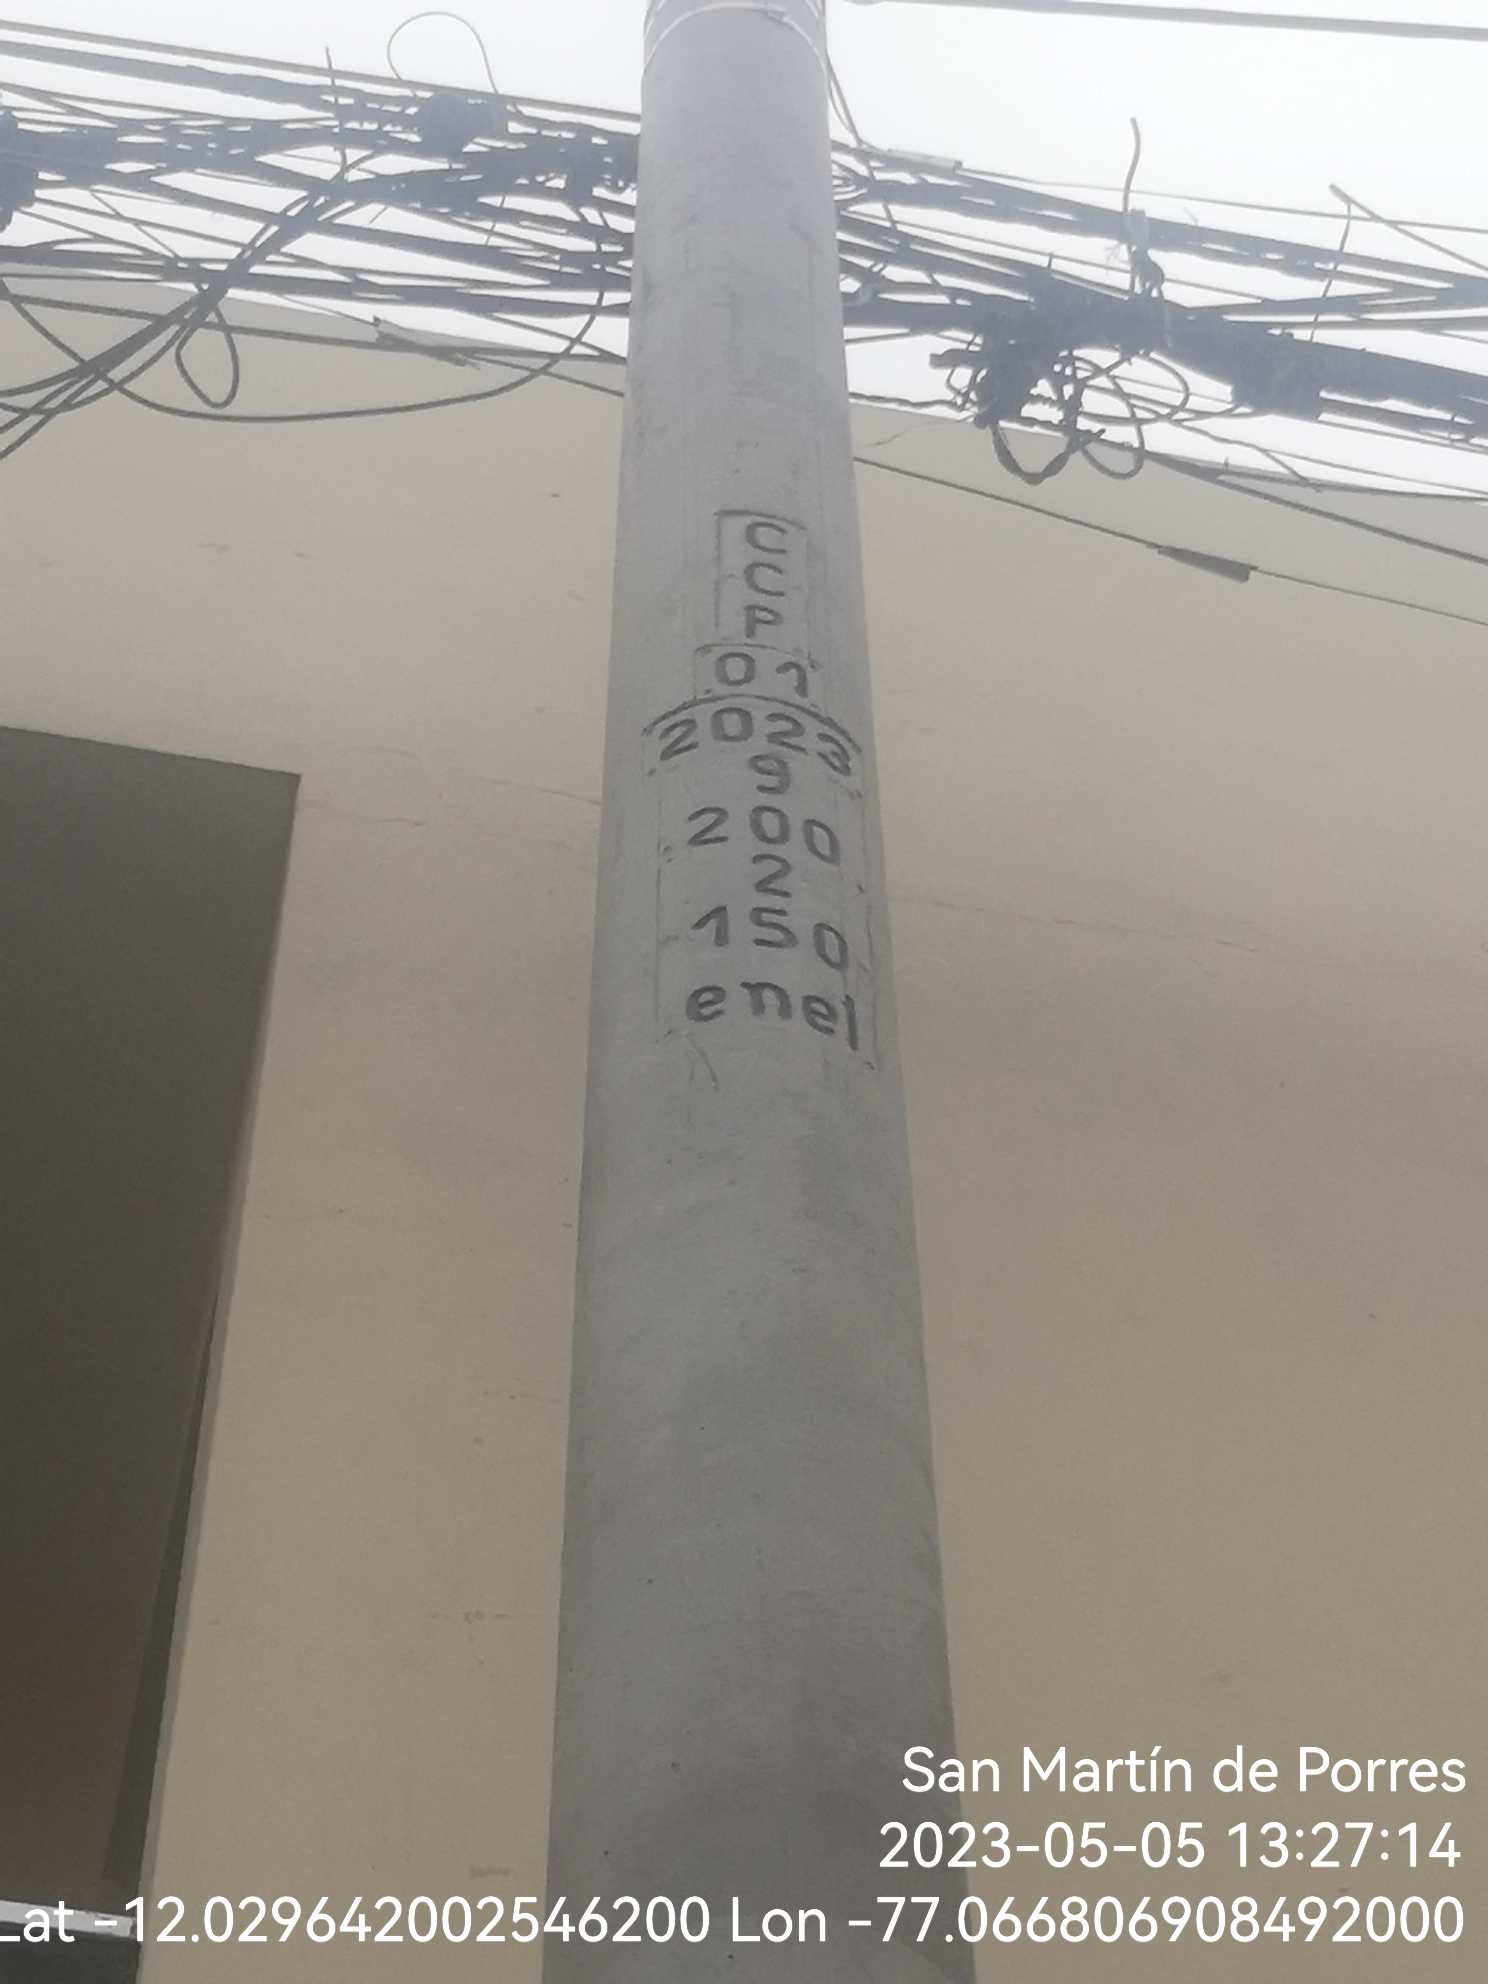 C
C
P
01
2023
9
200
2
150
enel
San Martín de Porres
2023-05-05 13:27:14
Lat -12.029642002546200 Lon -77.066806908492000